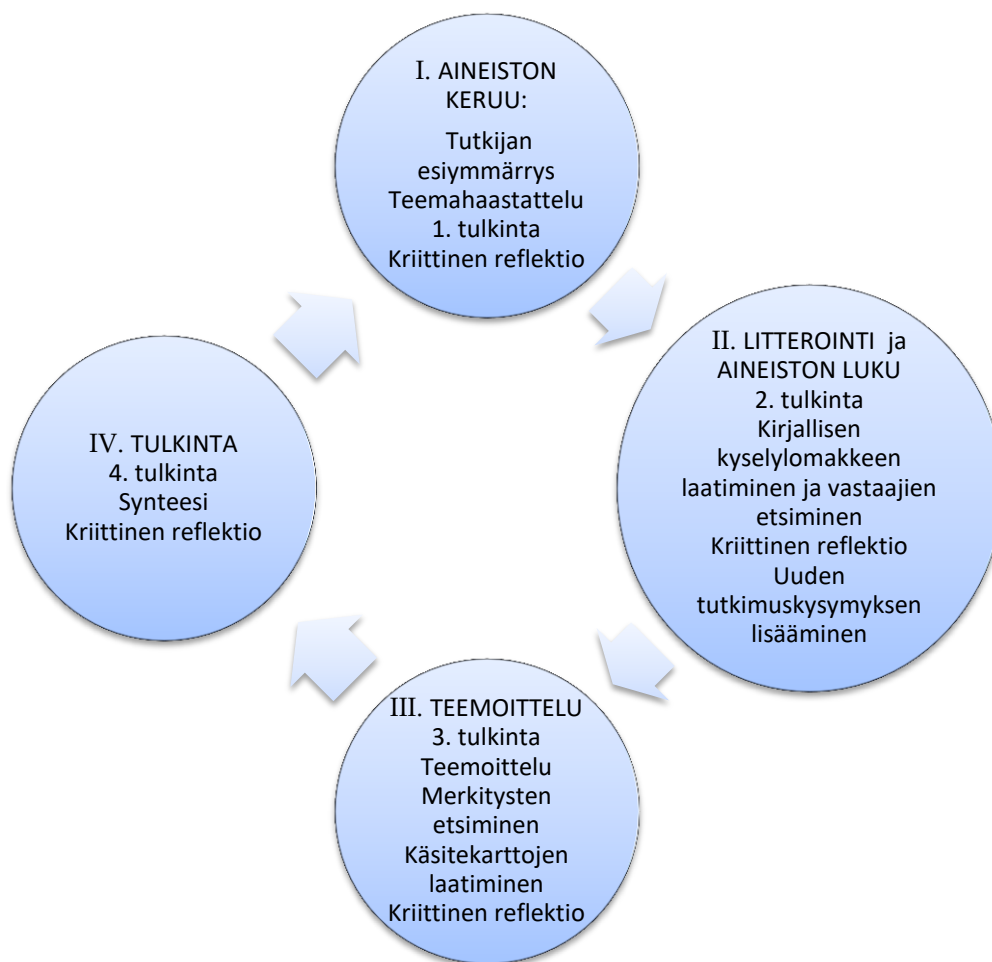 I. AINEISTON
KERUU:
Tutkijan
esiymmärrys
Teemahaastattelu
1. tulkinta
Kriittinen reflektio
II. LITTEROINTI ja
AINEISTON LUKU
2. tulkinta
Kirjallisen
kyselylomakkeen
laatiminen ja vastaajien
etsiminen
Kriittinen reflektio
Uuden
tutkimuskysymyksen
lisääminen
III. TEEMOITTELU
3. tulkinta
Teemoittelu
Merkitysten
etsiminen
Käsitekarttojen
laatiminen
Kriittinen reflektio
IV. TULKINTA
4. tulkinta
Synteesi
Kriittinen reflektio